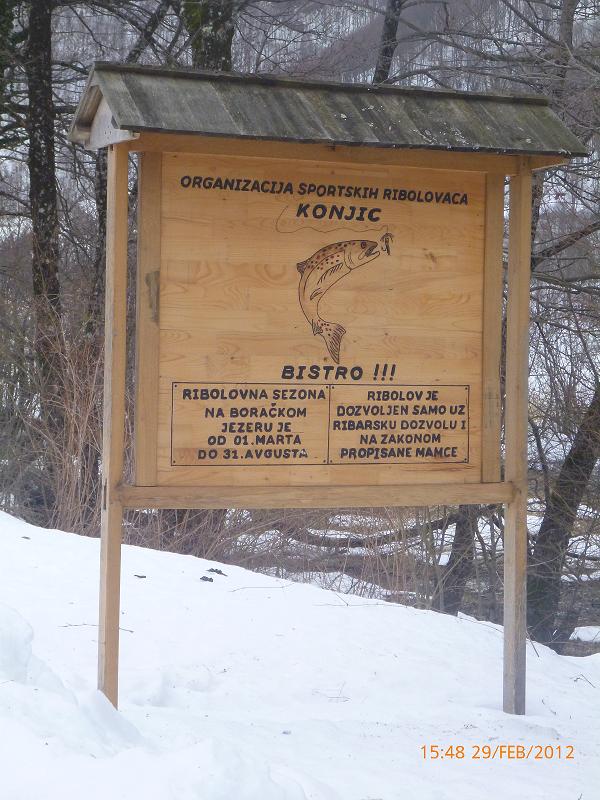 ORGANIZACIJA SPORTSKIH RIBOLOVACA
KONJIC
BISTRO !!!
RIBOLOVNA SEZONA
NA BORAČKOM
JEZERU JE
OD 01.MARTA
DO 31.AVGUSTA
RIBOLOV JE
DOZVOLJEN SAMO UZ
RIBARSKU DOZVOLU I
NA ZAKONOM
PROPISANE MAMCE
15:48 29/FEB/2012